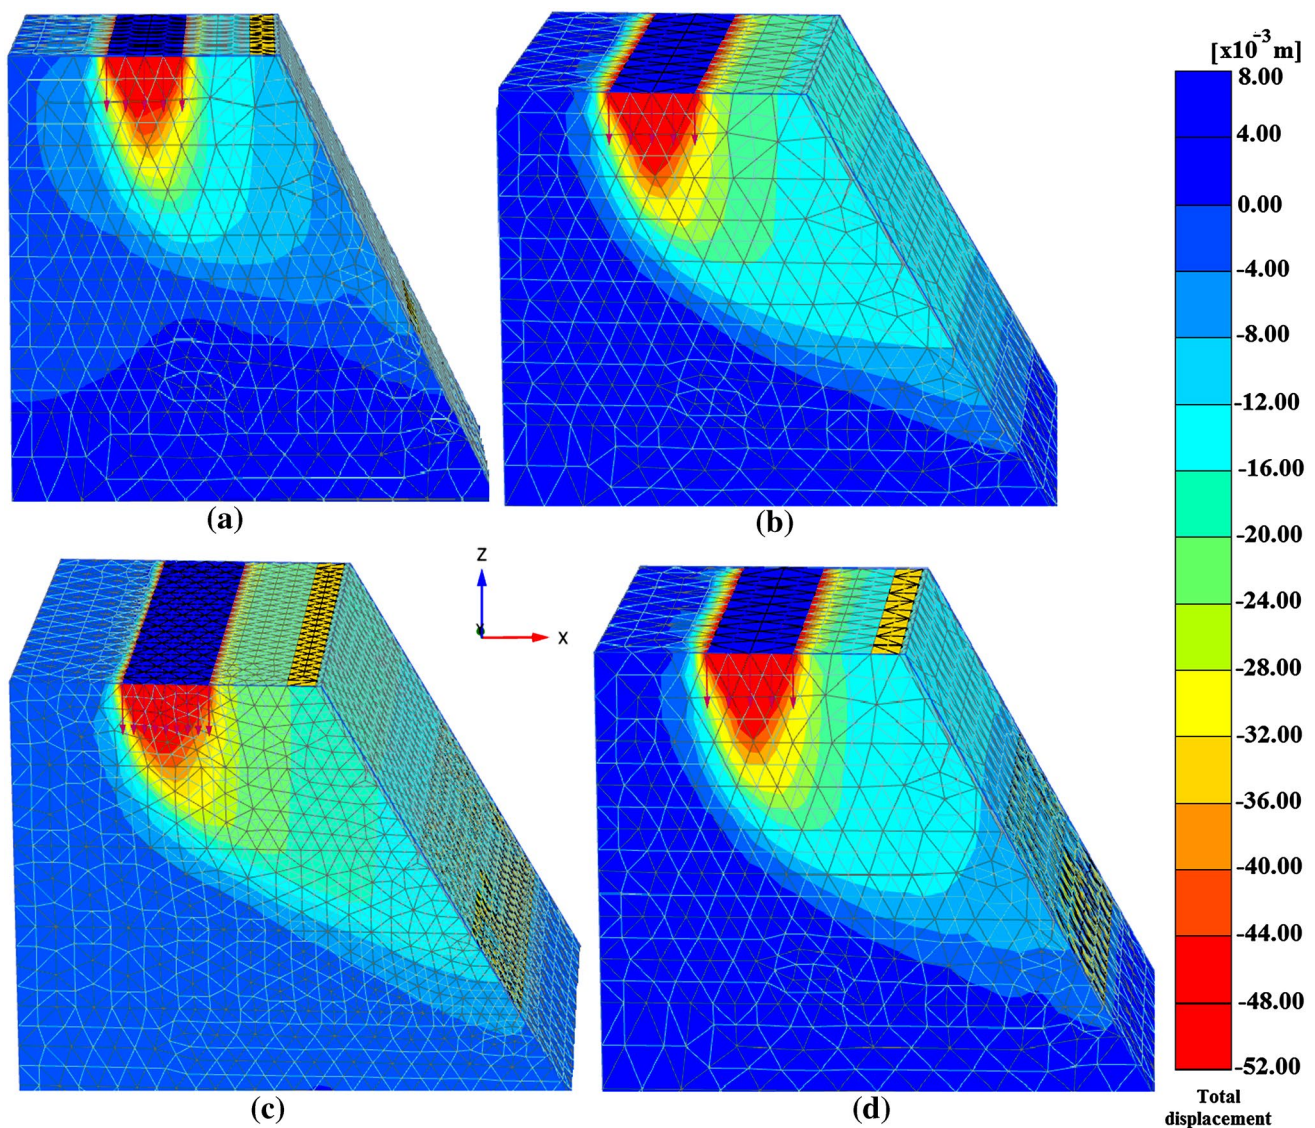 [x10⁻³ m]
8.00
4.00
0.00
-4.00
-8.00
-12.00
-16.00
-20.00
-24.00
-28.00
-32.00
-36.00
-40.00
-44.00
-48.00
-52.00
Total
displacement
(a)
(b)
Z
Y
X
(c)
(d)